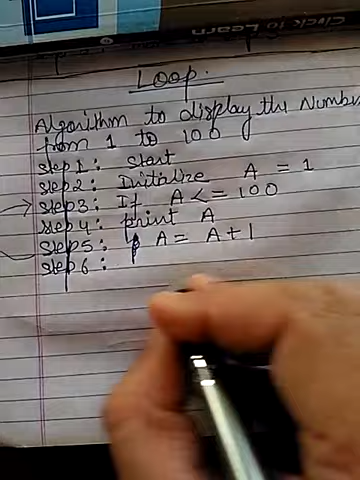 Click to Learn
Loop.
Algorithm to display the Number
from 1 to 100
Step1: Start
Step2: Initialize A = 1
Step3: If A <= 100
Step4: print A
Step5: A = A+1
Step6: